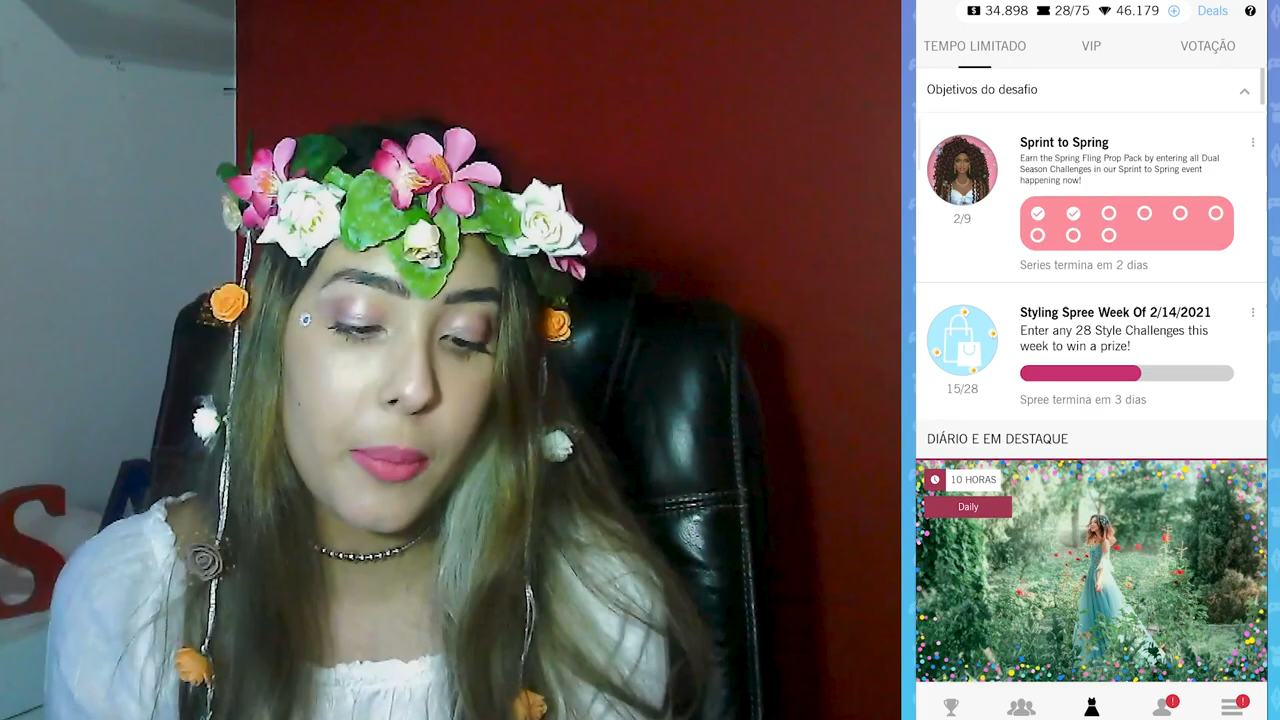 34.898 28/75 46.179 Deals ?
TEMPO LIMITADO VIP VOTAÇÃO
Objetivos do desafio
Sprint to Spring
Earn the Spring Fling Prop Pack by entering all Dual
Season Challenges in our Sprint to Spring event
happening now!
2/9
Series termina em 2 dias
Styling Spree Week Of 2/14/2021
Enter any 28 Style Challenges this
week to win a prize!
15/28
Spree termina em 3 dias
DIÁRIO E EM DESTAQUE
10 HORAS
Daily
S